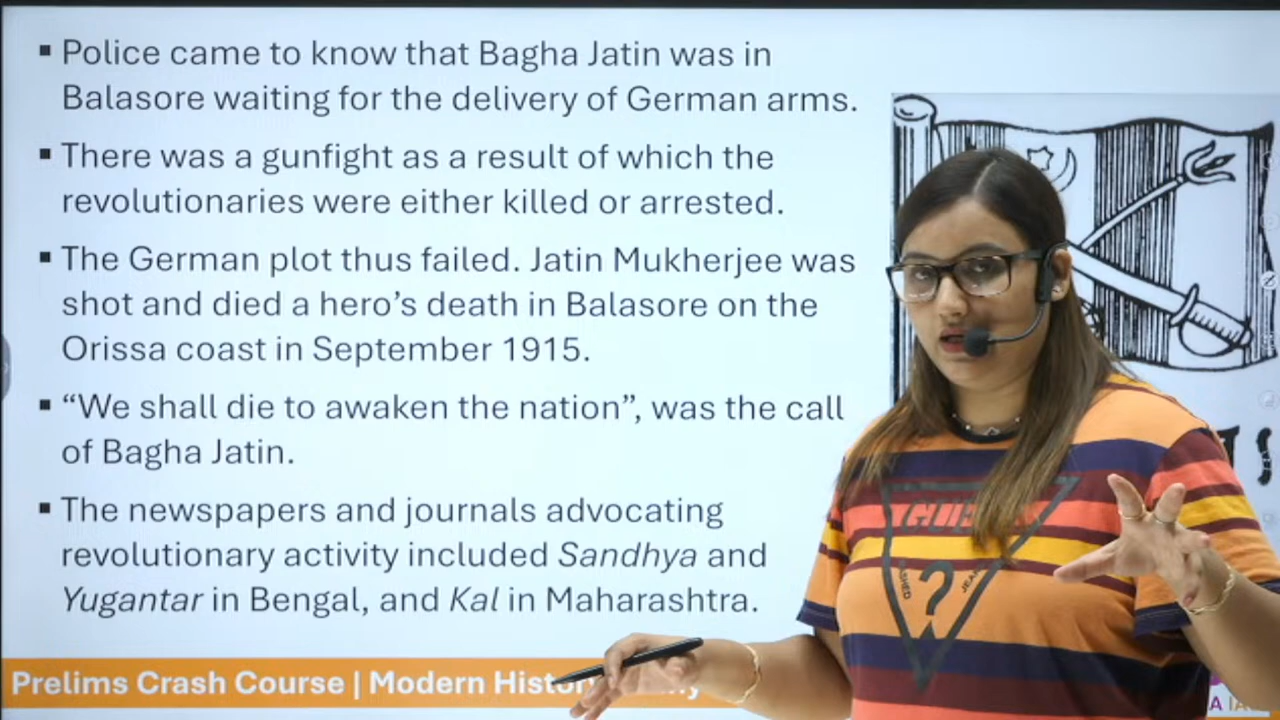 ▪ Police came to know that Bagha Jatin was in
Balasore waiting for the delivery of German arms.
▪ There was a gunfight as a result of which the
revolutionaries were either killed or arrested.
▪ The German plot thus failed. Jatin Mukherjee was
shot and died a hero’s death in Balasore on the
Orissa coast in September 1915.
▪ “We shall die to awaken the nation”, was the call
of Bagha Jatin.
▪ The newspapers and journals advocating
revolutionary activity included Sandhya and
Yugantar in Bengal, and Kal in Maharashtra.
Prelims Crash Course | Modern History
?